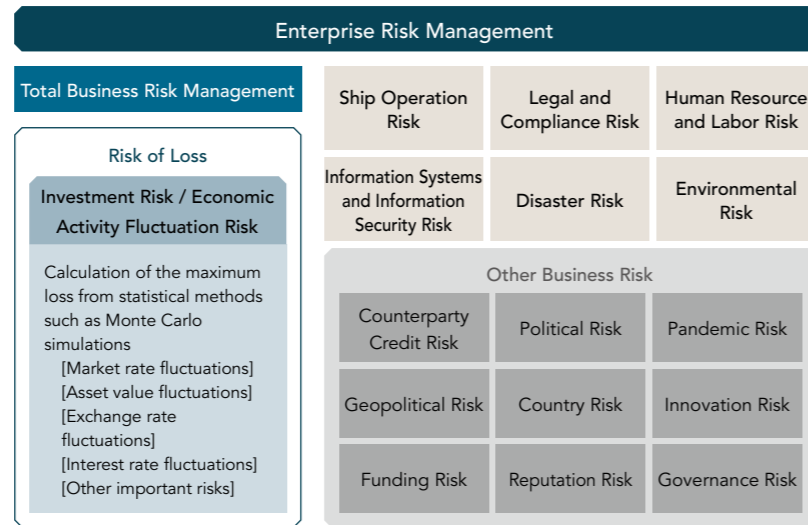 Enterprise Risk Management
Total Business Risk Management
Risk of Loss
Investment Risk / Economic
Activity Fluctuation Risk
Calculation of the maximum
loss from statistical methods
such as Monte Carlo
simulations
[Market rate fluctuations]
[Asset value fluctuations]
[Exchange rate
fluctuations]
[Interest rate fluctuations]
[Other important risks]
Ship Operation
Risk
Legal and
Compliance Risk
Human Resource
and Labor Risk
Information Systems
and Information
Security Risk
Disaster Risk
Environmental
Risk
Other Business Risk
Counterparty
Credit Risk
Political Risk
Pandemic Risk
Geopolitical Risk
Country Risk
Innovation Risk
Funding Risk
Reputation Risk
Governance Risk